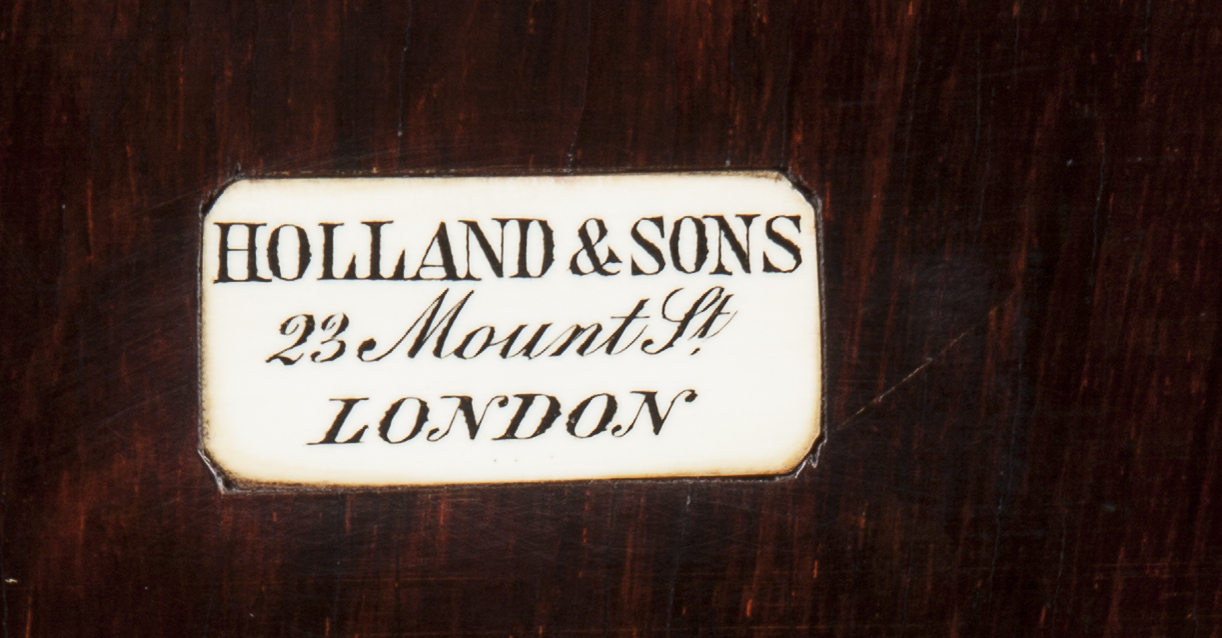 HOLLAND & SONS
23 Mount St.
LONDON